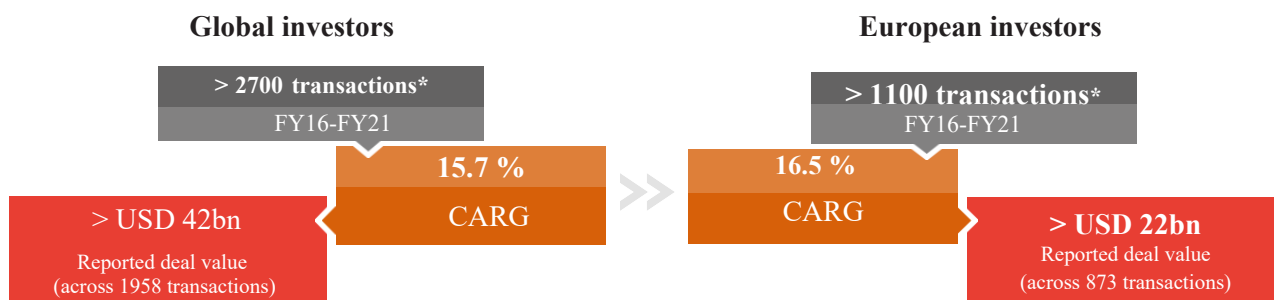 Global investors
> 2700 transactions*
FY16-FY21
15.7 %
CARG
> USD 42bn
Reported deal value
(across 1958 transactions)
European investors
> 1100 transactions*
FY16-FY21
16.5 %
CARG
> USD 22bn
Reported deal value
(across 873 transactions)